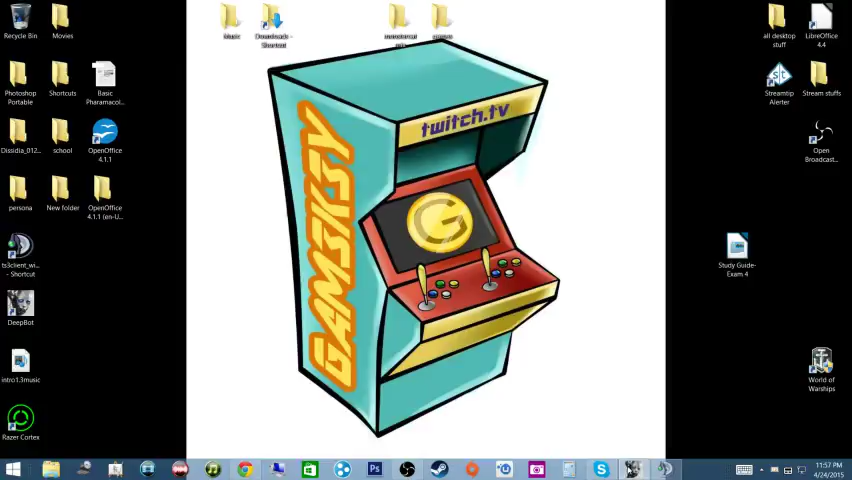 Recycle Bin
Movies
Music
Downloads - Shortcut
all desktop stuff
LibreOffice 4.4
Photoshop Portable
Shortcuts
Basic Pharamacol...
Streamtip Alerter
Stream stuffs
twitch.tv
GAM3K5Y
Dissidia_012...
school
OpenOffice 4.1.1
Open Broadcast...
persona
New folder
OpenOffice 4.1.1 (en-U...
G
ts3client_wi... - Shortcut
Study Guide- Exam 4
DeepBot
intro1.3music
World of Warships
Razer Cortex
Ps
11:57 PM
4/24/2015